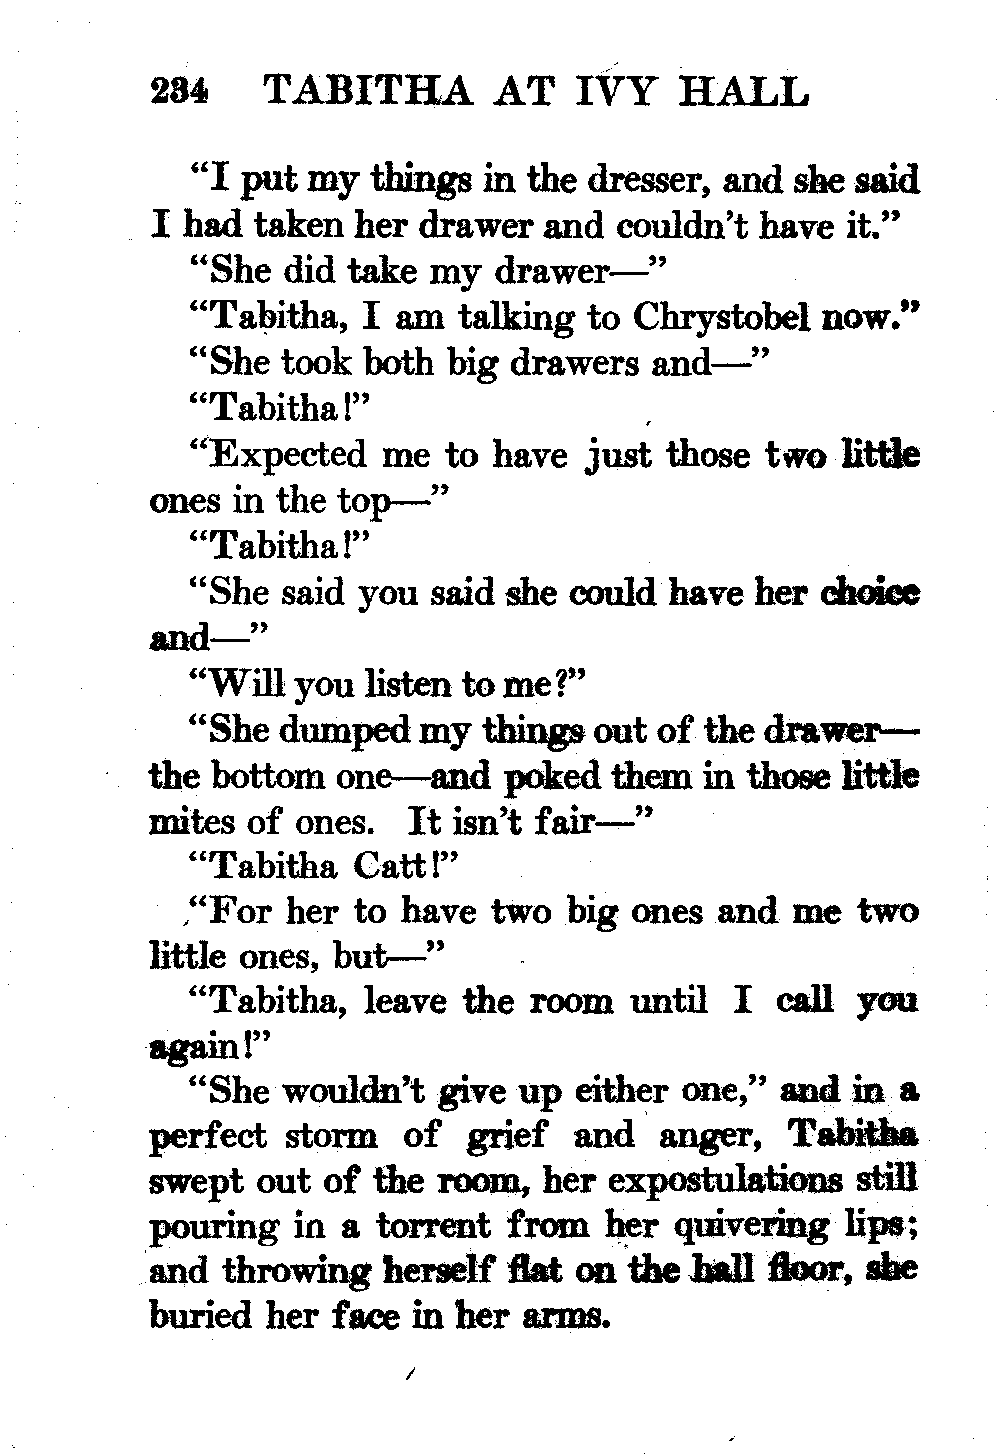 234 TABITHA AT IVY HALL
“I put my things in the dresser, and she said
I had taken her drawer and couldn’t have it.”
“She did take my drawer—”
“Tabitha, I am talking to Chrystobel now.”
“She took both big drawers and—”
“Tabitha!”
“Expected me to have just those two little
ones in the top—”
“Tabitha!”
“She said you said she could have her choice
and—”
“Will you listen to me?”
“She dumped my things out of the drawer—
the bottom one—and poked them in those little
mites of ones. It isn’t fair—”
“Tabitha Catt!”
“For her to have two big ones and me two
little ones, but—”
“Tabitha, leave the room until I call you
again!”
“She wouldn’t give up either one,” and in a
perfect storm of grief and anger, Tabitha
swept out of the room, her expostulations still
pouring in a torrent from her quivering lips;
and throwing herself flat on the hall floor, she
buried her face in her arms.